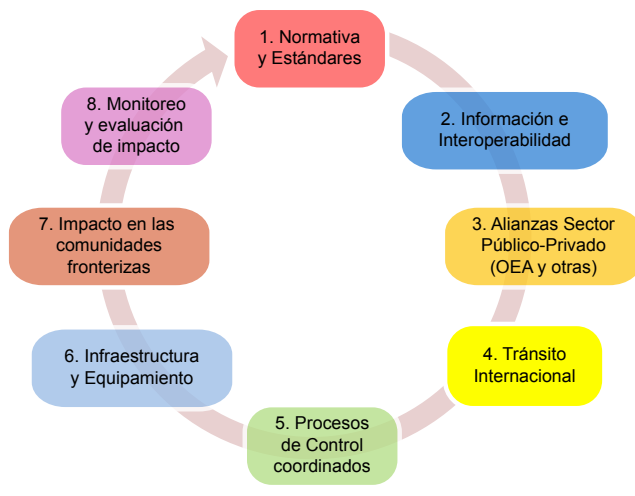 1. Normativa
y Estándares
2. Información e
Interoperabilidad
3. Alianzas Sector
Público-Privado
(OEA y otras)
4. Tránsito
Internacional
5. Procesos
de Control
coordinados
6. Infraestructura
y Equipamiento
7. Impacto en las
comunidades
fronterizas
8. Monitoreo
y evaluación
de impacto